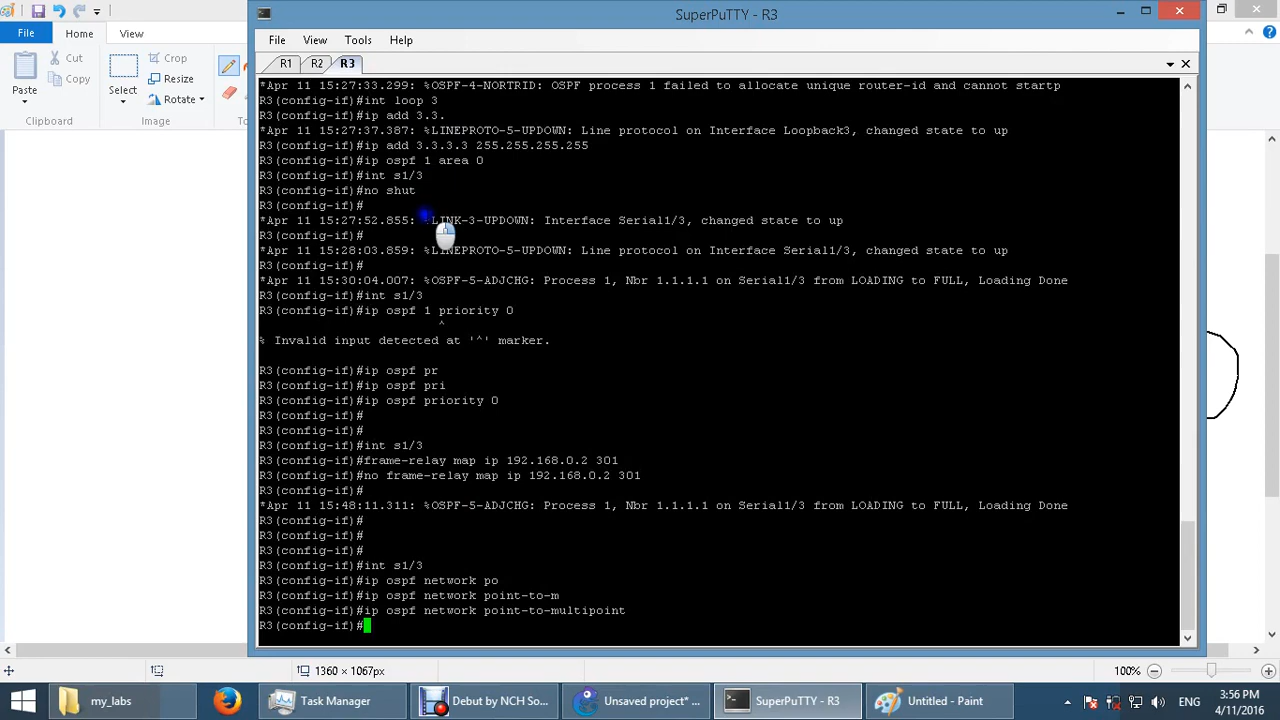 SuperPuTTY - R3
File
Home
View
File
View
Tools
Help
Paste
Cut
Copy
Clipboard
Select
Crop
Resize
Rotate
Image
R1
R2
R3
*Apr 11 15:27:33.299: %OSPF-4-NORTRID: OSPF process 1 failed to allocate unique router-id and cannot startp
R3(config-if)#int loop 3
R3(config-if)#ip add 3.3.
*Apr 11 15:27:37.387: %LINEPROTO-5-UPDOWN: Line protocol on Interface Loopback3, changed state to up
R3(config-if)#ip add 3.3.3.3 255.255.255.255
R3(config-if)#ip ospf 1 area 0
R3(config-if)#int s1/3
R3(config-if)#no shut
R3(config-if)#
*Apr 11 15:27:52.855: %LINK-3-UPDOWN: Interface Serial1/3, changed state to up
R3(config-if)#
*Apr 11 15:28:03.859: %LINEPROTO-5-UPDOWN: Line protocol on Interface Serial1/3, changed state to up
R3(config-if)#
*Apr 11 15:30:04.007: %OSPF-5-ADJCHG: Process 1, Nbr 1.1.1.1 on Serial1/3 from LOADING to FULL, Loading Done
R3(config-if)#int s1/3
R3(config-if)#ip ospf 1 priority 0
^
% Invalid input detected at '^' marker.
R3(config-if)#ip ospf pr
R3(config-if)#ip ospf pri
R3(config-if)#ip ospf priority 0
R3(config-if)#
R3(config-if)#
R3(config-if)#int s1/3
R3(config-if)#frame-relay map ip 192.168.0.2 301
R3(config-if)#no frame-relay map ip 192.168.0.2 301
R3(config-if)#
*Apr 11 15:48:11.311: %OSPF-5-ADJCHG: Process 1, Nbr 1.1.1.1 on Serial1/3 from LOADING to FULL, Loading Done
R3(config-if)#
R3(config-if)#
R3(config-if)#
R3(config-if)#int s1/3
R3(config-if)#ip ospf network po
R3(config-if)#ip ospf network point-to-m
R3(config-if)#ip ospf network point-to-multipoint
R3(config-if)#
1360 × 1067px
100%
my_labs
Task Manager
Debut by NCH So...
Unsaved project*...
SuperPuTTY - R3
Untitled - Paint
ENG
3:56 PM
4/11/2016